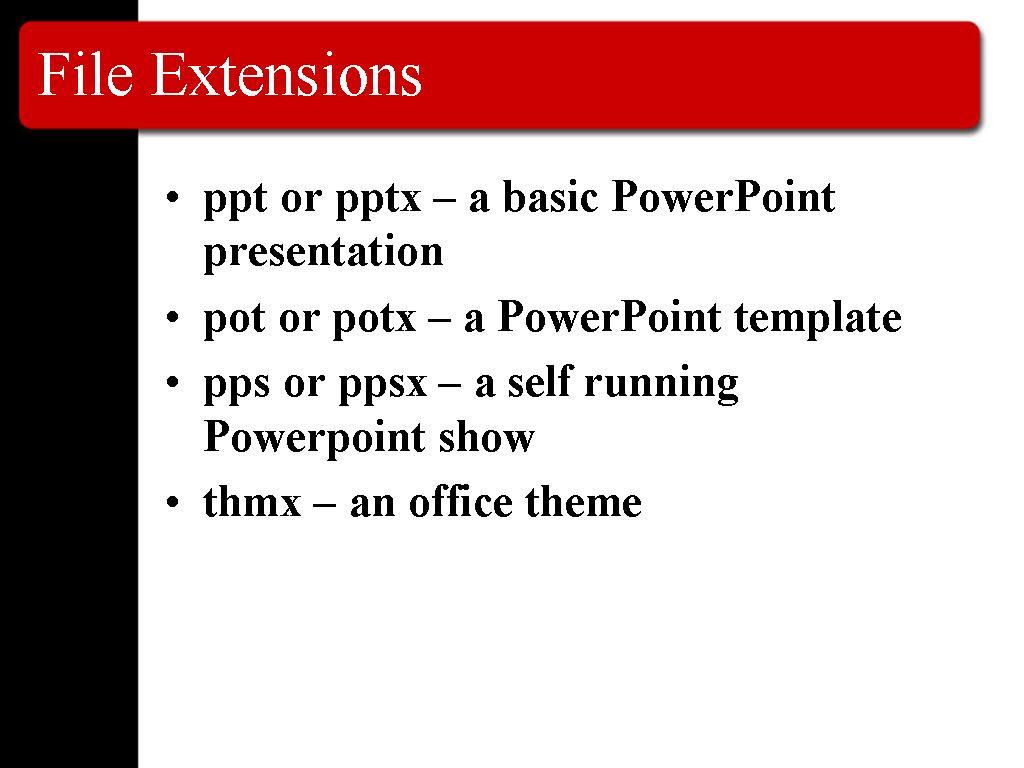 File Extensions
• ppt or pptx – a basic PowerPoint
presentation
• pot or potx – a PowerPoint template
• pps or ppsx – a self running
Powerpoint show
• thmx – an office theme